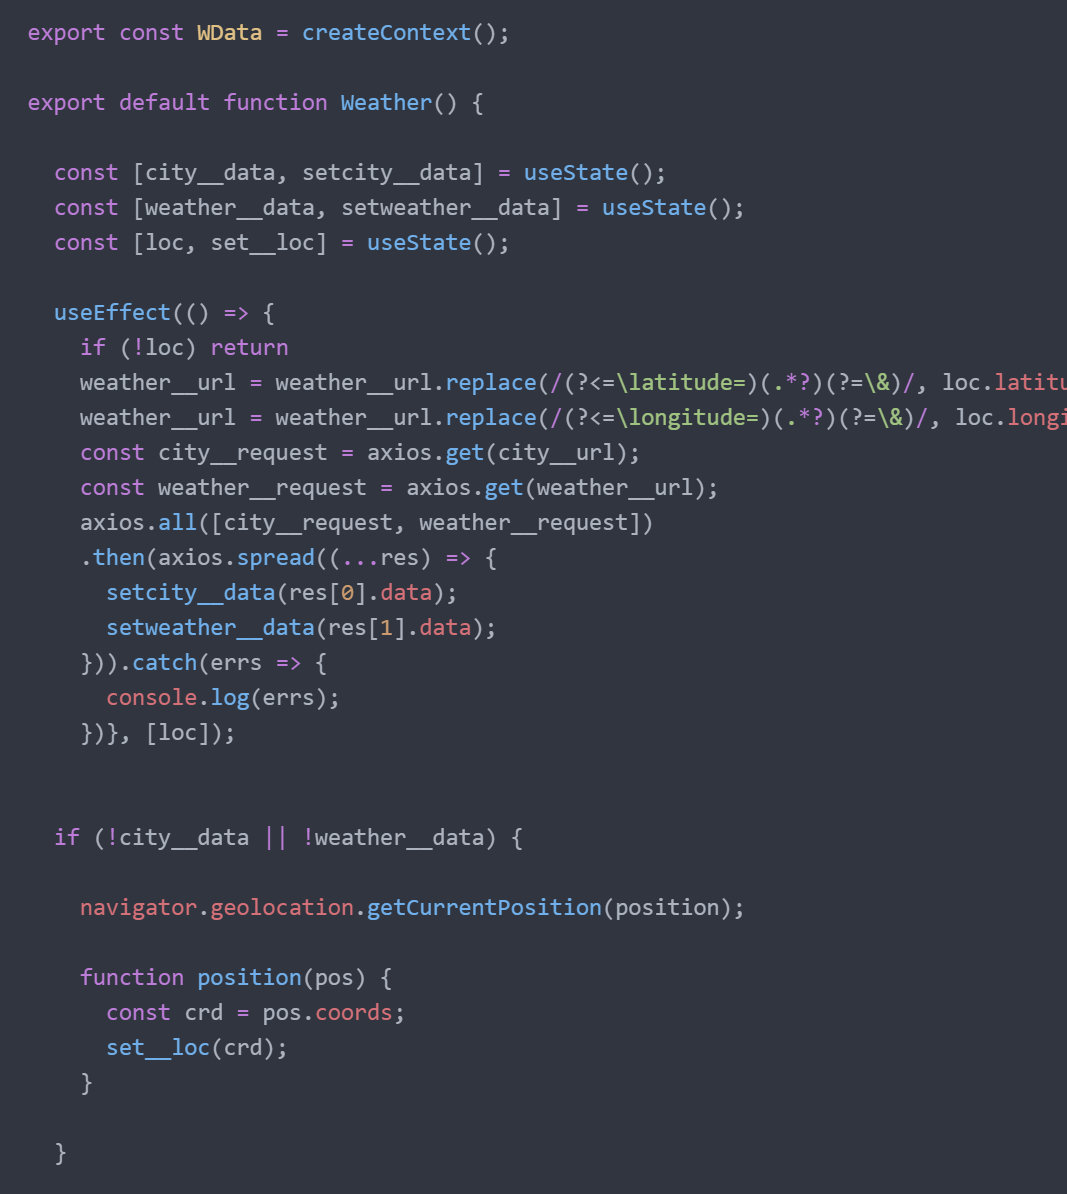 export const WData = createContext();
export default function Weather() {
const [city__data, setcity__data] = useState();
const [weather__data, setweather__data] = useState();
const [loc, set__loc] = useState();
useEffect(() => {
if (!loc) return
weather__url = weather__url.replace(/(?<=\latitude=)(.*?)(?=\&)/, loc.latitu
weather__url = weather__url.replace(/(?<=\longitude=)(.*?)(?=\&)/, loc.longi
const city__request = axios.get(city__url);
const weather__request = axios.get(weather__url);
axios.all([city__request, weather__request])
.then(axios.spread((...res) => {
setcity__data(res[0].data);
setweather__data(res[1].data);
})).catch(errs => {
console.log(errs);
})}, [loc]);
if (!city__data || !weather__data) {
navigator.geolocation.getCurrentPosition(position);
function position(pos) {
const crd = pos.coords;
set__loc(crd);
}
}